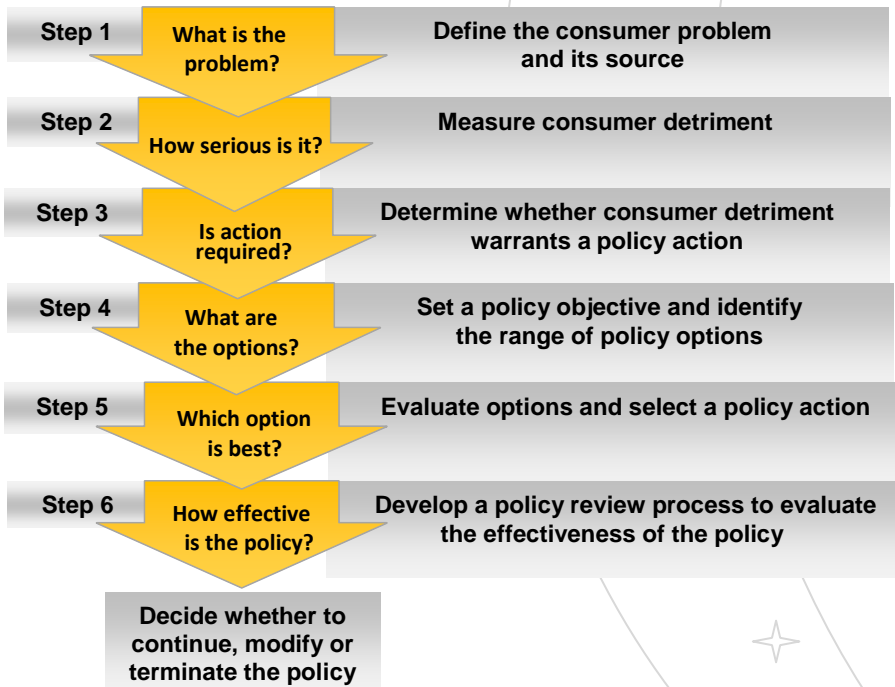 Step 1
What is the
problem?
Define the consumer problem
and its source
Step 2
How serious is it?
Measure consumer detriment
Step 3
Is action
required?
Determine whether consumer detriment
warrants a policy action
Step 4
What are
the options?
Set a policy objective and identify
the range of policy options
Step 5
Which option
is best?
Evaluate options and select a policy action
Step 6
How effective
is the policy?
Develop a policy review process to evaluate
the effectiveness of the policy
Decide whether to
continue, modify or
terminate the policy